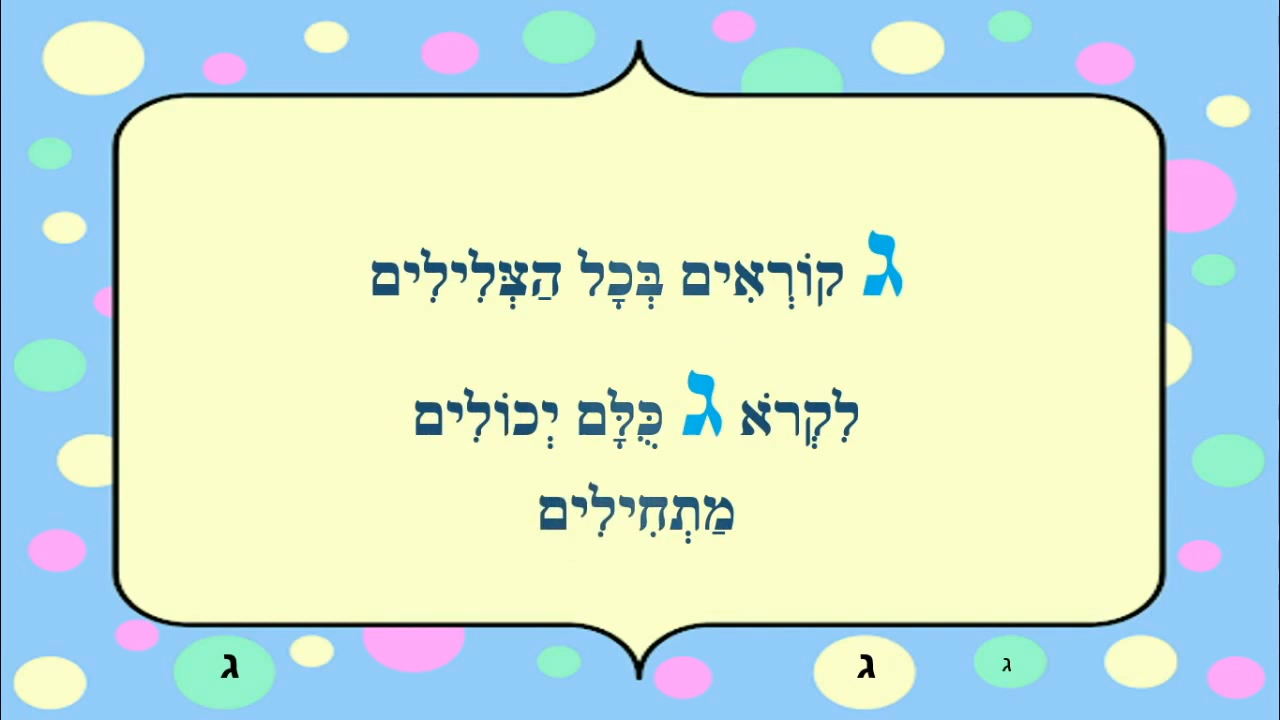 ג קוֹרְאִים בְּכָל הַצְּלִילִים
לִקְרֹא ג כֻּלָּם יְכוֹלִים
מַתְחִילִים
ג ג ג